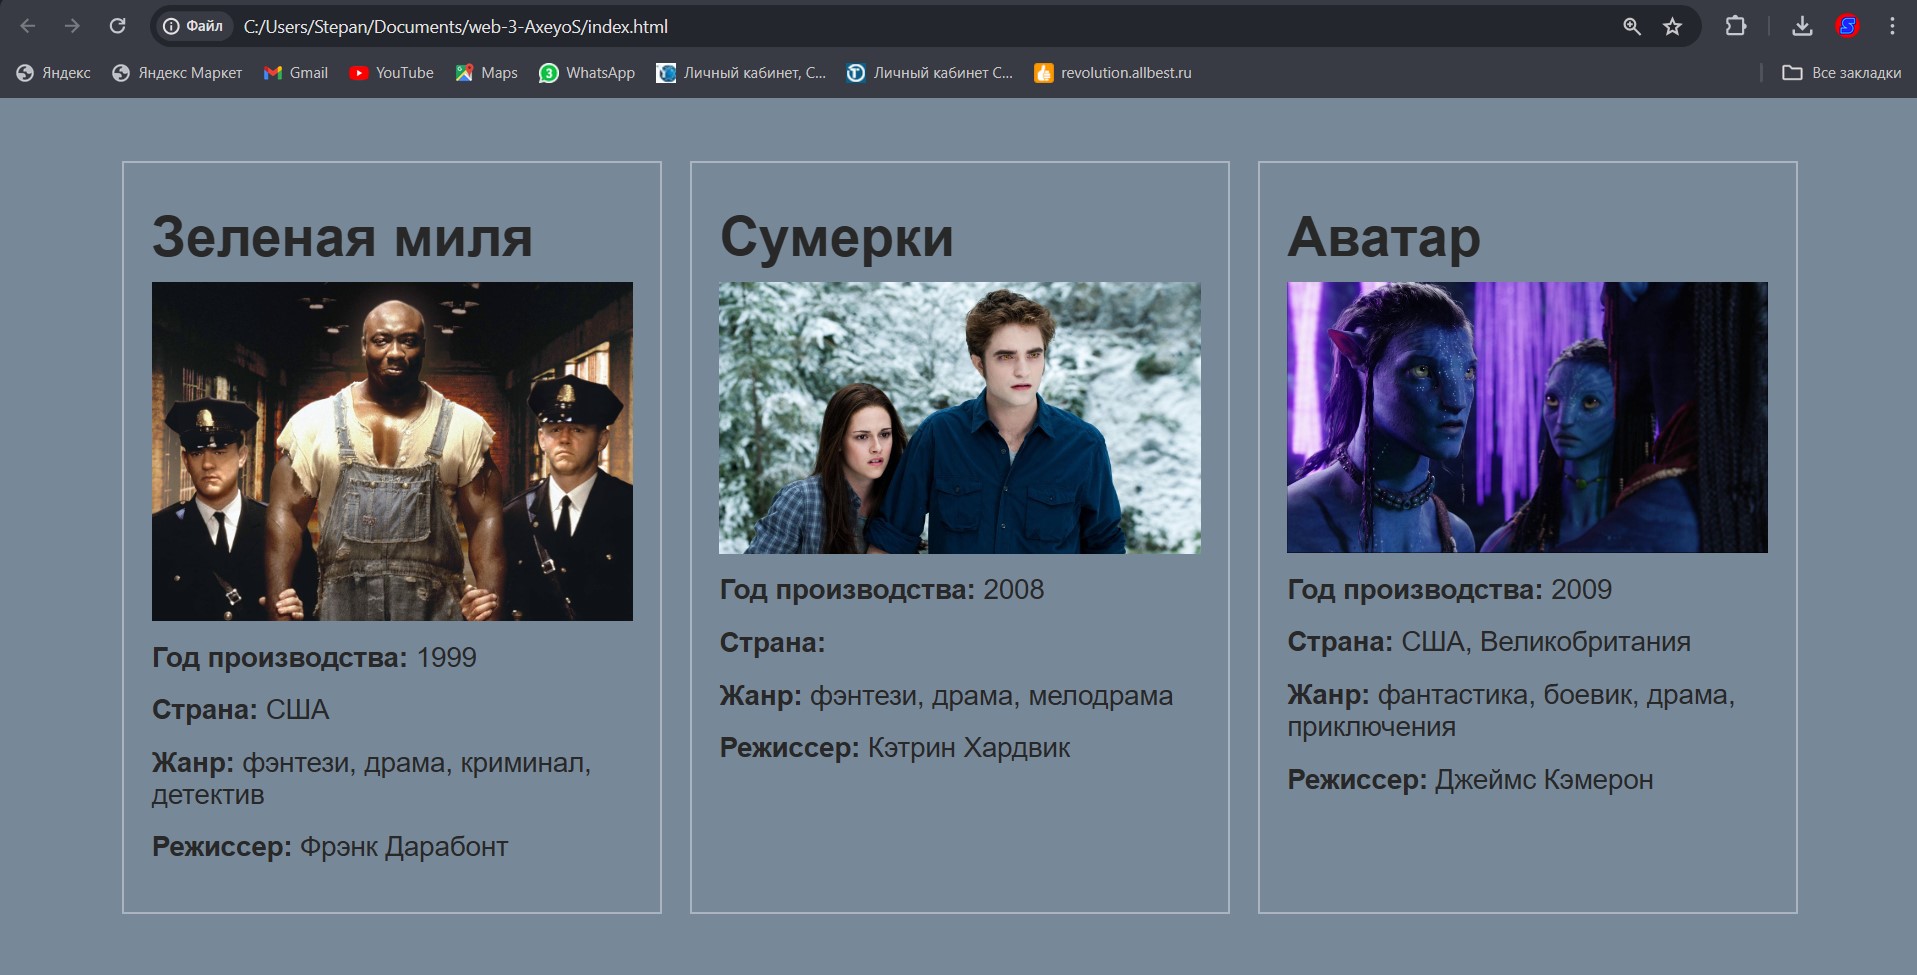 Файл
C:/Users/Stepan/Documents/web-3-AxeyoS/index.html
Яндекс
Яндекс Маркет
Gmail
YouTube
Maps
WhatsApp
Личный кабинет, С...
Личный кабинет С...
revolution.allbest.ru
Все закладки
Зеленая миля
Год производства: 1999
Страна: США
Жанр: фэнтези, драма, криминал,
детектив
Режиссер: Фрэнк Дарабонт
Сумерки
Год производства: 2008
Страна:
Жанр: фэнтези, драма, мелодрама
Режиссер: Кэтрин Хардвик
Аватар
Год производства: 2009
Страна: США, Великобритания
Жанр: фантастика, боевик, драма,
приключения
Режиссер: Джеймс Кэмерон